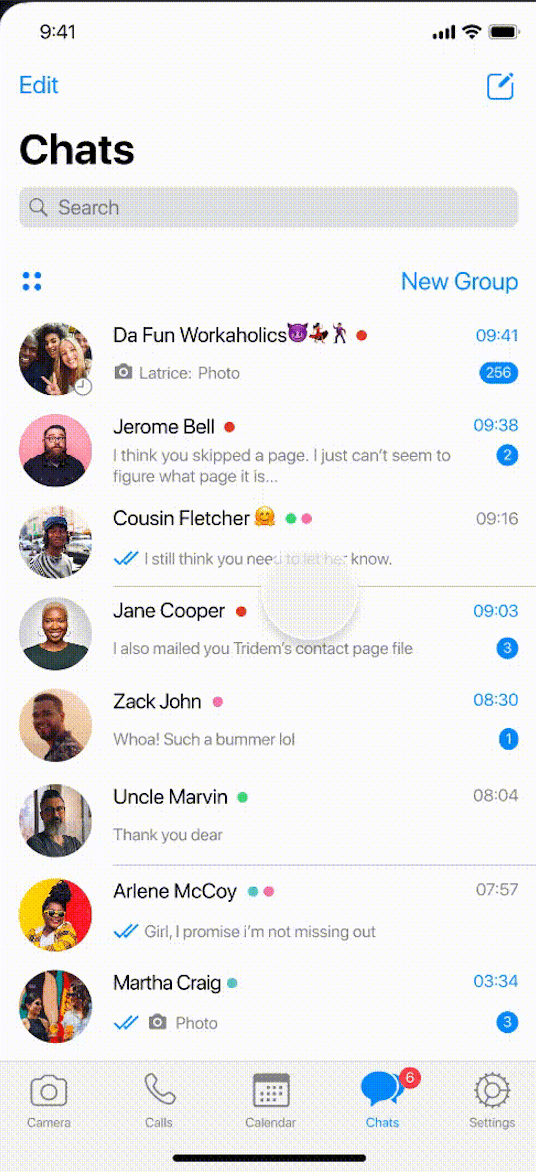 9:41
Edit
Chats
Search
New Group
Da Fun Workaholics😈💃🕺 09:41
Latrice: Photo 256
Jerome Bell 09:38
I think you skipped a page. I just can't seem to 2
figure what page it is...
Cousin Fletcher 🤗 09:16
I still think you need to let her know.
Jane Cooper 09:03
I also mailed you Tridem's contact page file 3
Zack John 08:30
Whoa! Such a bummer lol 1
Uncle Marvin 08:04
Thank you dear
Arlene McCoy 07:57
Girl, I promise i'm not missing out
Martha Craig 03:34
Photo 3
6
Camera Calls Calendar Chats Settings